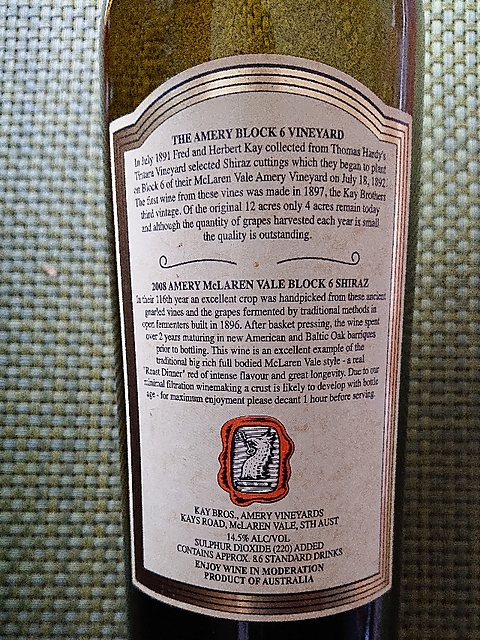 THE AMERY BLOCK 6 VINEYARD
In July 1891 Fred and Herbert Kay collected from Thomas Hardy's
Tintara Vineyard selected Shiraz cuttings which they began to plant
on Block 6 of their McLaren Vale Amery Vineyard on July 18, 1892.
The first wine from these vines was made in 1897, the Kay Brothers
third vintage. Of the original 12 acres only 4 acres remain today
and although the quantity of grapes harvested each year is small
the quality is outstanding.
2008 AMERY McLAREN VALE BLOCK 6 SHIRAZ
In their 116th year an excellent crop was handpicked from these ancient
gnarled vines and the grapes fermented by traditional methods in
open fermenters built in 1896. After basket pressing, the wine spent
over 2 years maturing in new American and Baltic Oak barriques
prior to bottling. This wine is an excellent example of the
traditional big rich full bodied McLaren Vale style - a real
"Roast Dinner" red of intense flavour and great longevity. Due to our
minimal filtration winemaking a crust is likely to develop with bottle
age - for maximum enjoyment please decant 1 hour before serving.
KAY BROS., AMERY VINEYARDS
KAYS ROAD, McLAREN VALE, STH AUST
14.5% ALC/VOL
SULPHUR DIOXIDE (220) ADDED
CONTAINS APPROX. 8.6 STANDARD DRINKS
ENJOY WINE IN MODERATION
PRODUCT OF AUSTRALIA